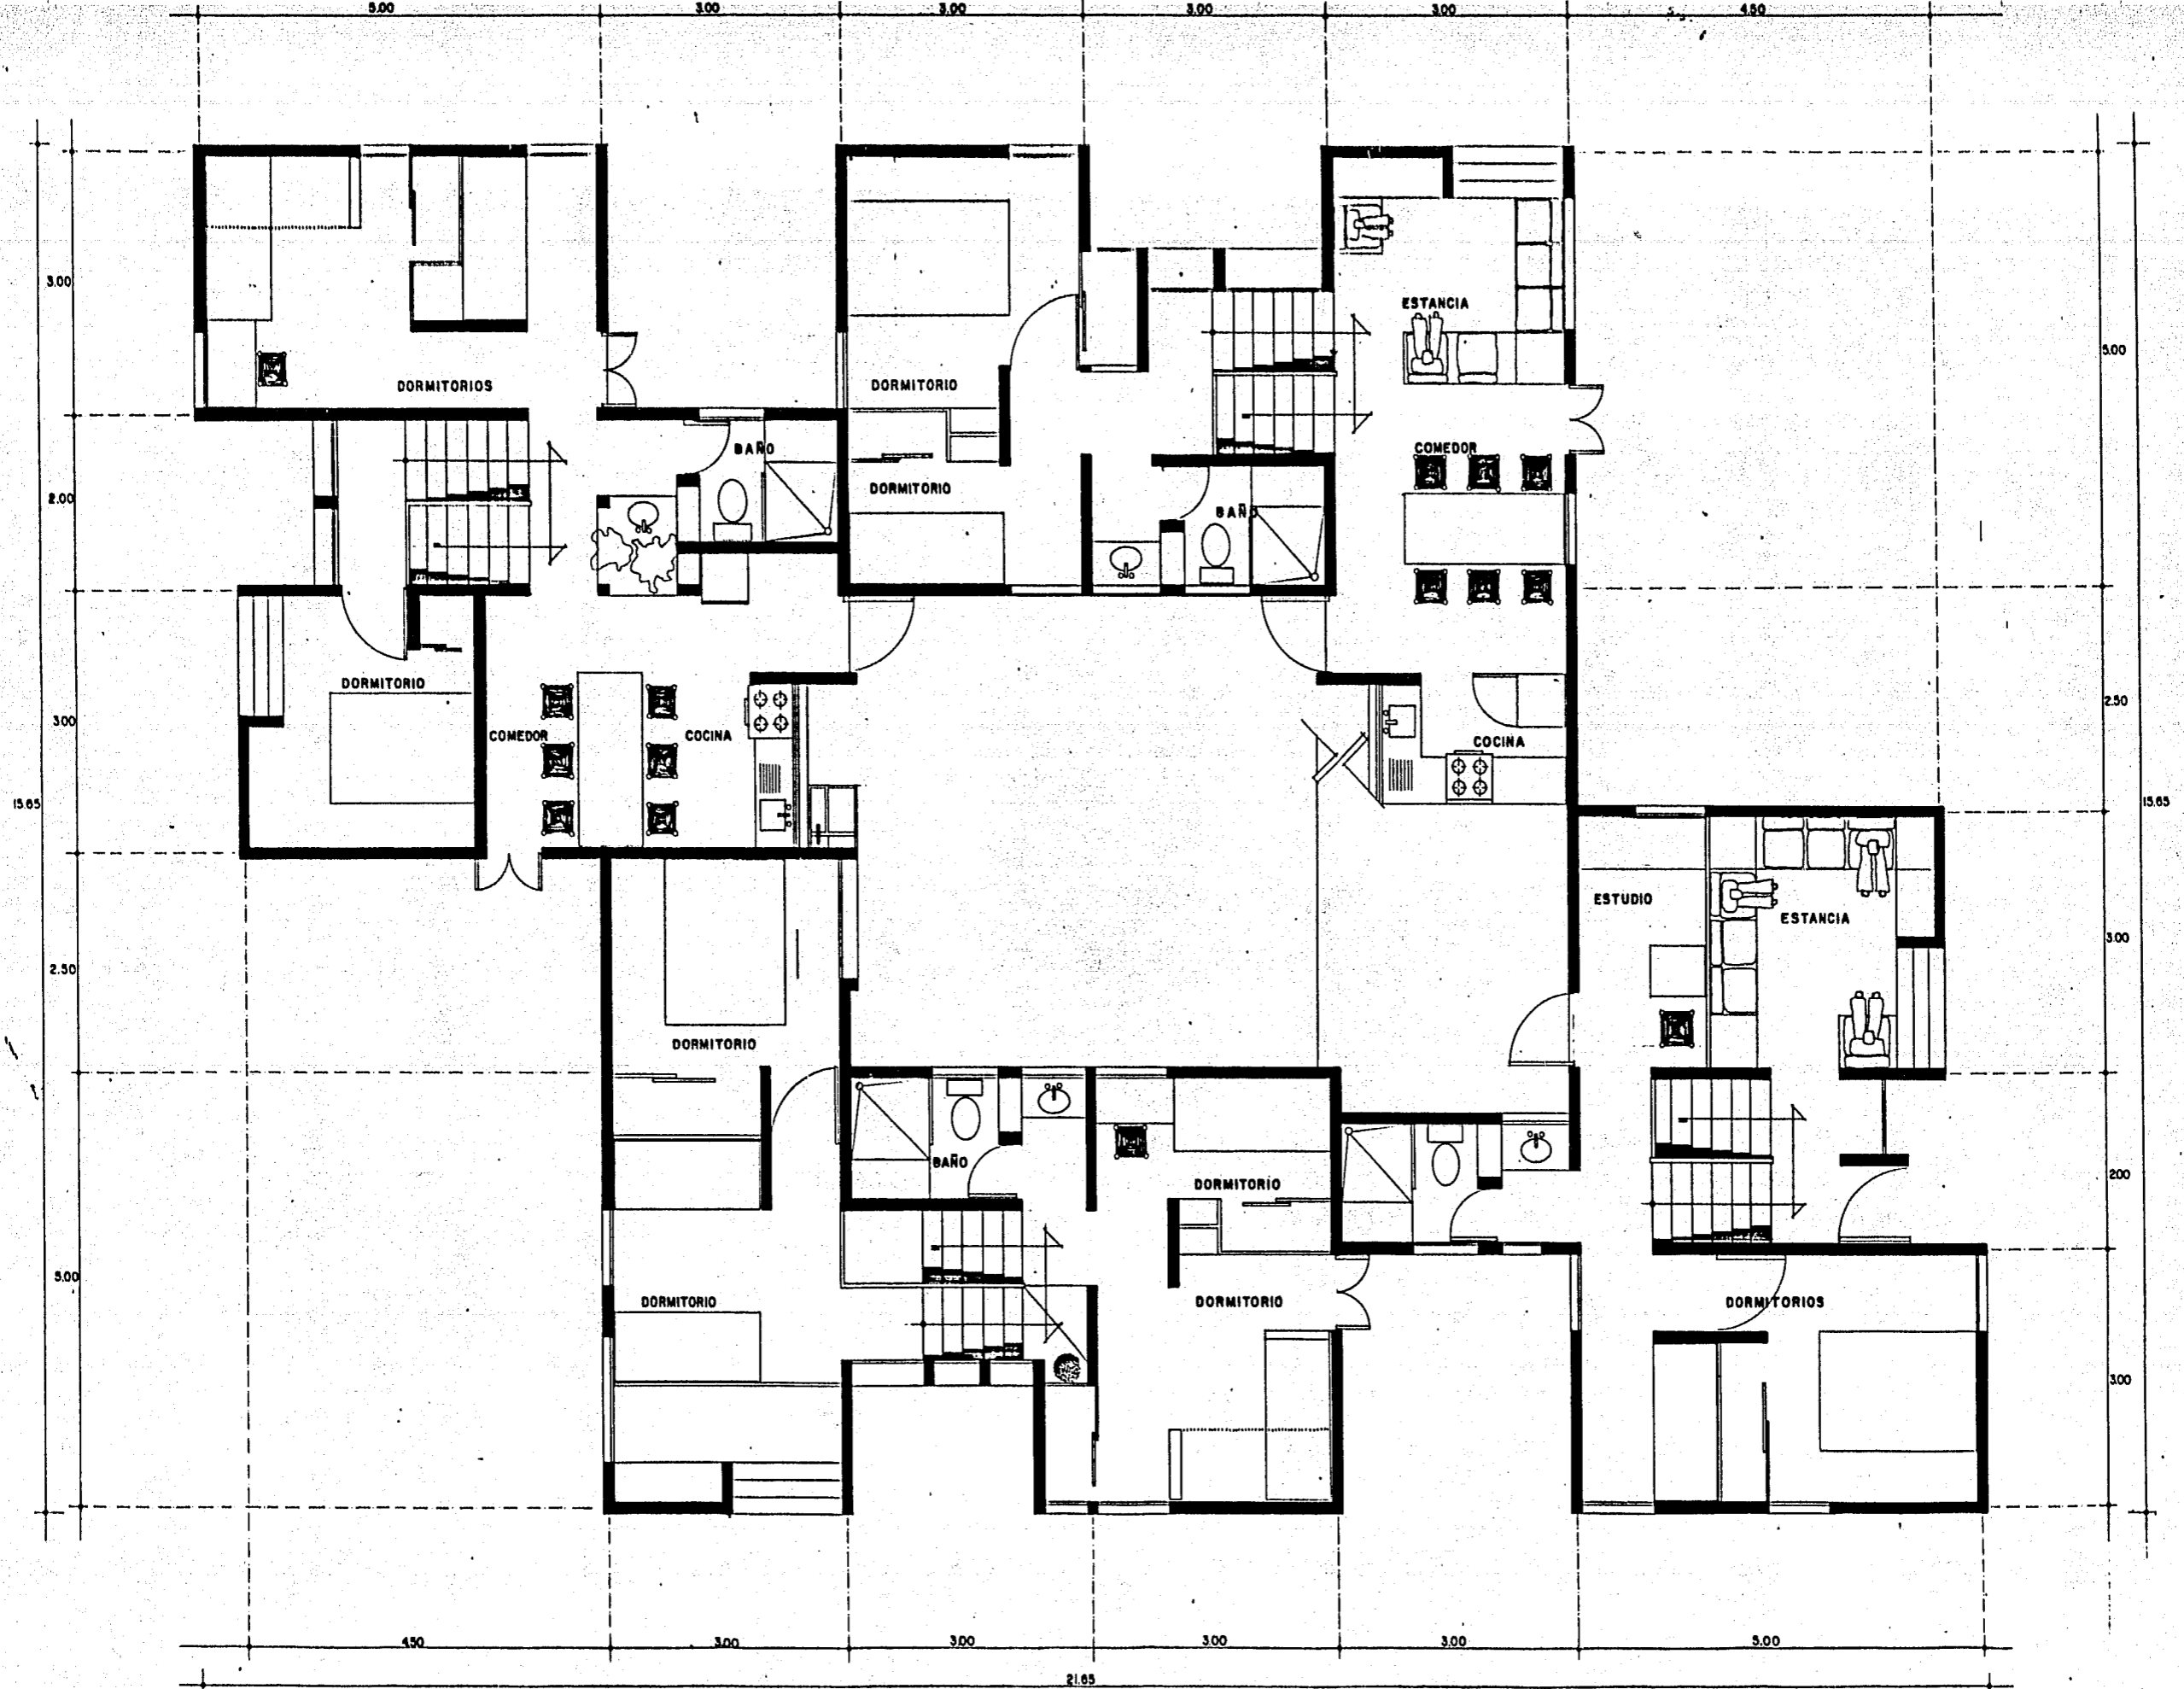 5.00 3.00 3.00 3.00 3.00 4.50
3.00
ESTANCIA
5.00
DORMITORIOS
DORMITORIO
BAÑO
COMEDOR
DORMITORIO
2.00
BAÑO
DORMITORIO
2.50
3.00
COMEDOR
COCINA
COCINA
15.65
15.65
ESTUDIO
ESTANCIA
3.00
2.50
DORMITORIO
BAÑO
2.00
DORMITORIO
5.00
DORMITORIO
DORMITORIO
DORMITORIOS
3.00
4.50 3.00 3.00 3.00 3.00 5.00
21.65